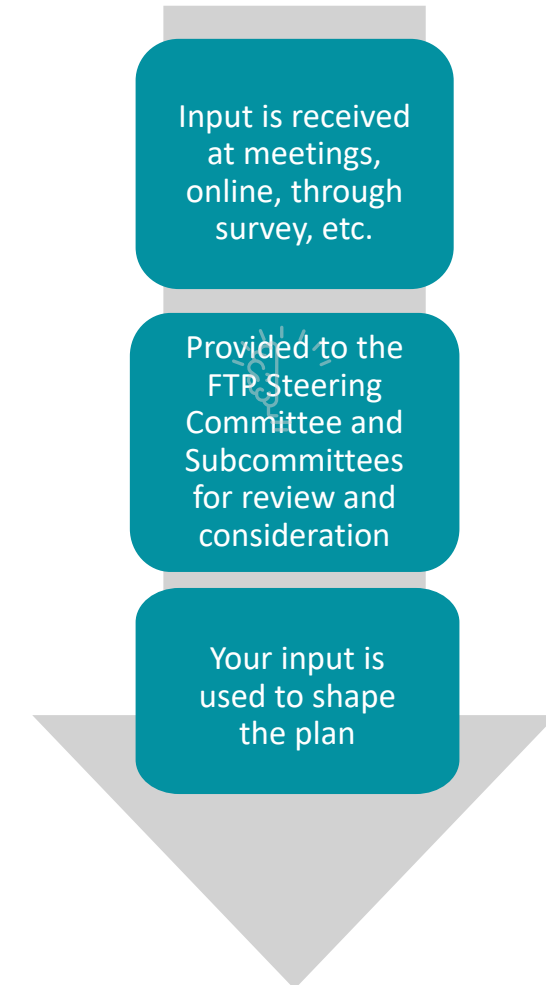 Input is received
at meetings,
online, through
survey, etc.
Provided to the
FTP Steering
Committee and
Subcommittees
for review and
consideration
Your input is
used to shape
the plan